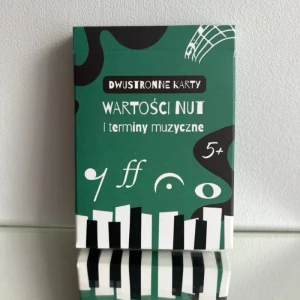 DWUSTRONNE KARTY
WARTOŚCI NUT
I terminy muzyczne
5+
ff